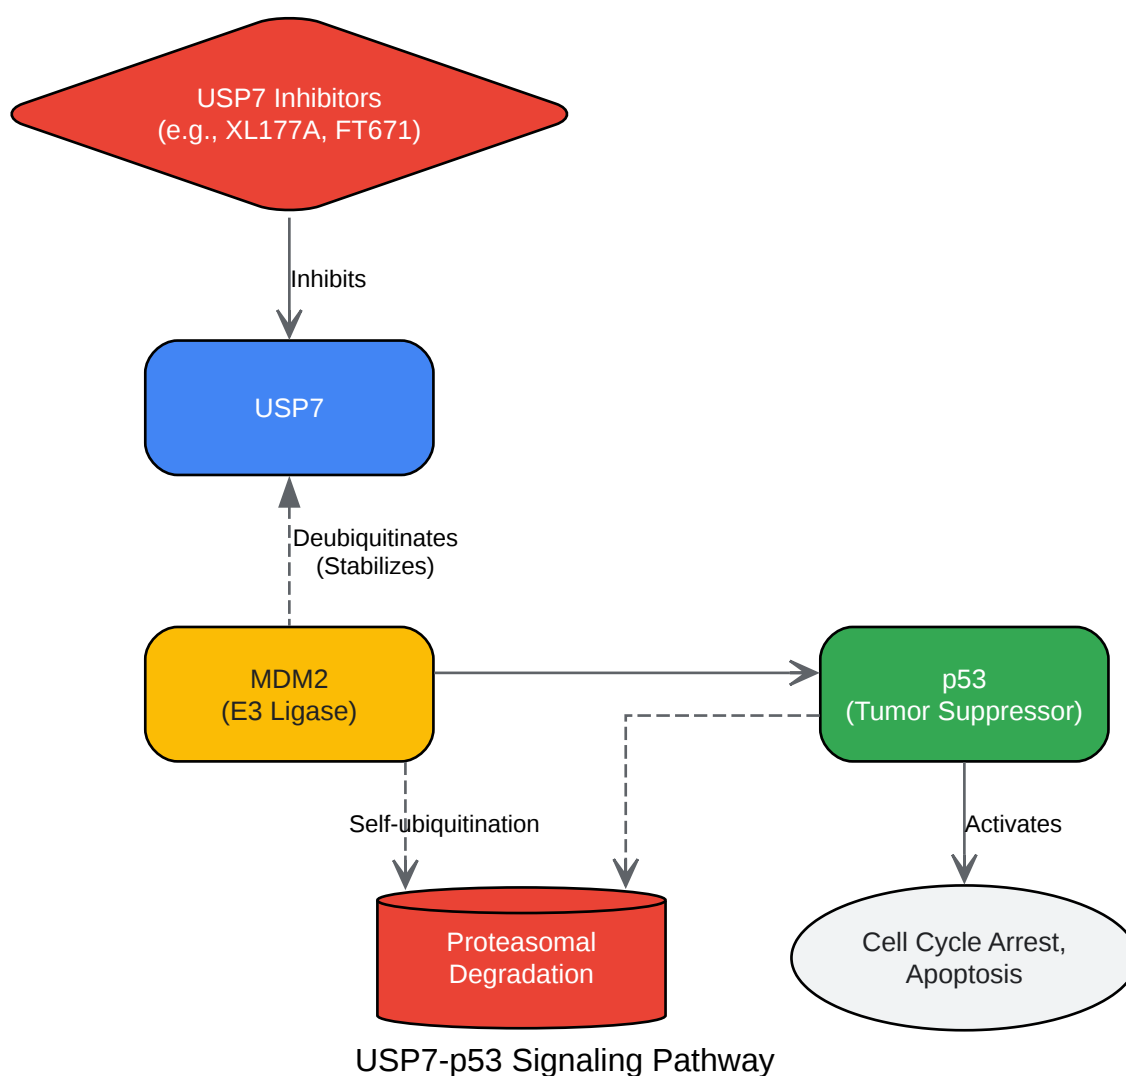 USP7 Inhibitors
(e.g., XL177A, FT671)
Inhibits
USP7
Deubiquitinates
(Stabilizes)
MDM2
(E3 Ligase)
p53
(Tumor Suppressor)
Self-ubiquitination
Activates
Proteasomal
Degradation
Cell Cycle Arrest,
Apoptosis
USP7-p53 Signaling Pathway